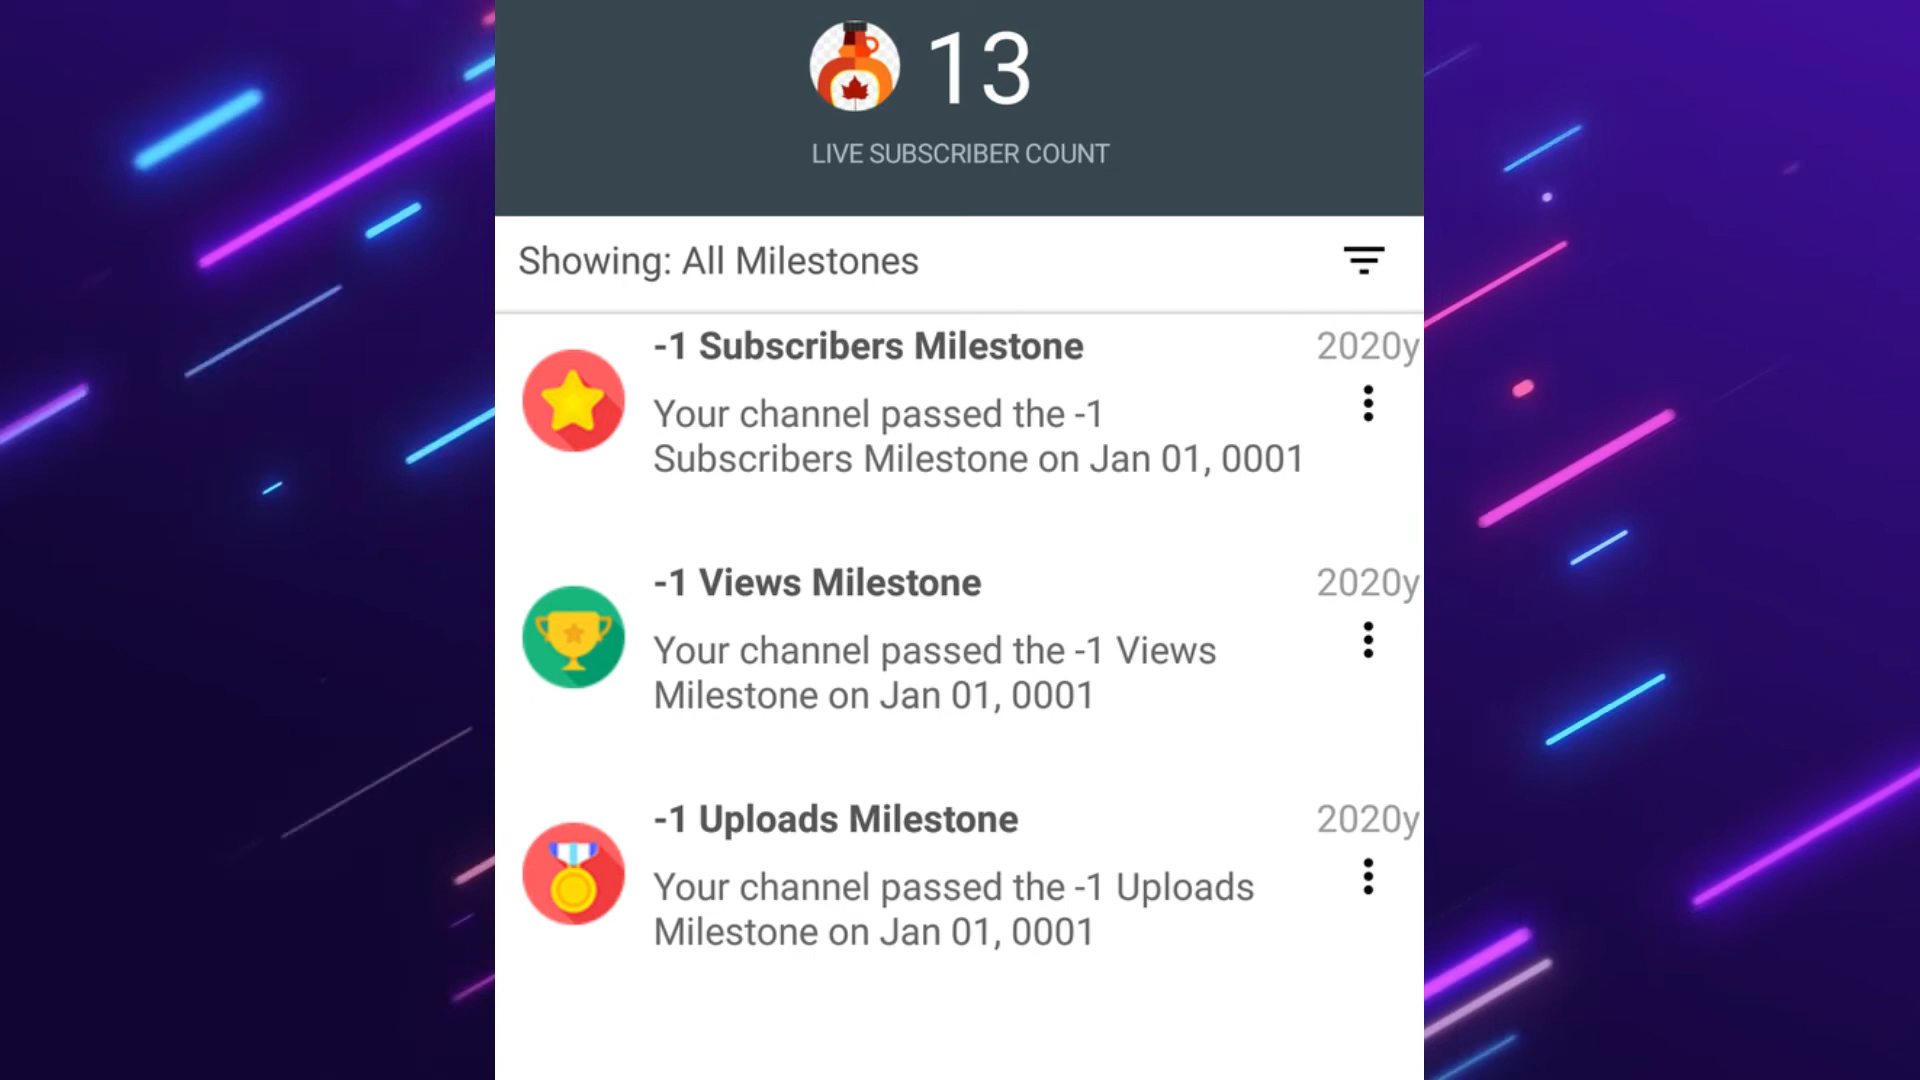 13
LIVE SUBSCRIBER COUNT
Showing: All Milestones
-1 Subscribers Milestone
2020y
Your channel passed the -1
Subscribers Milestone on Jan 01, 0001
-1 Views Milestone
2020y
Your channel passed the -1 Views
Milestone on Jan 01, 0001
-1 Uploads Milestone
2020y
Your channel passed the -1 Uploads
Milestone on Jan 01, 0001